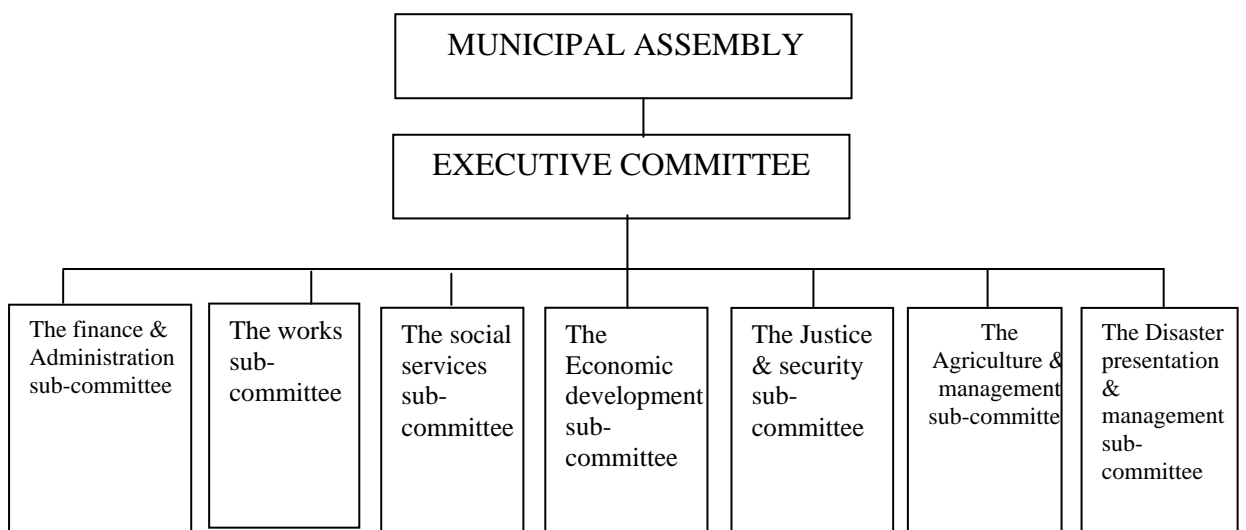 MUNICIPAL ASSEMBLY
EXECUTIVE COMMITTEE
The finance &
Administration
sub-committee
The works
sub-
committee
The social
services
sub-
committee
The
Economic
development
sub-
committee
The Justice
& security
sub-
committee
The
Agriculture &
management
sub-committe
The Disaster
presentation
&
management
sub-
committee